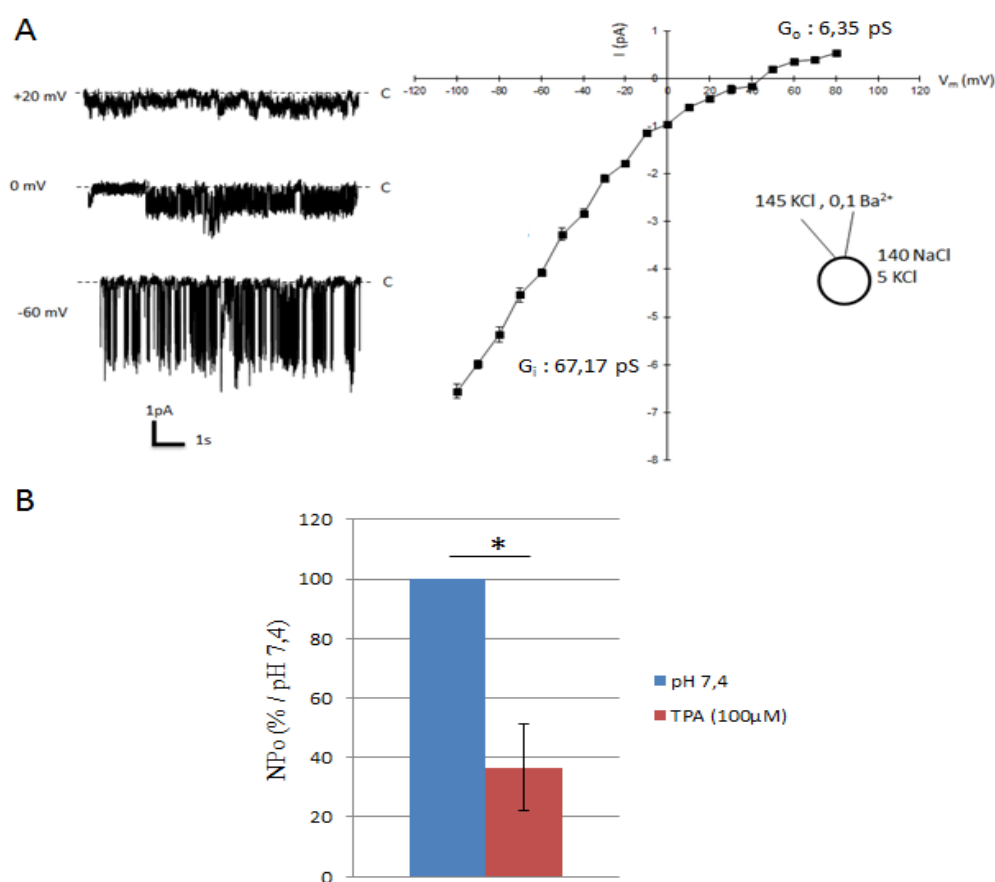 A
+20 mV
C
0 mV
C
-60 mV
C
1pA
1s
I (pA)
Gₒ : 6,35 pS
1
0
-120 -100 -80 -60 -40 -20 0 20 40 60 80 100 120
Vₘ (mV)
-1
-2
-3
-4
-5
-6
-7
-8
145 KCl , 0,1 Ba²⁺
140 NaCl
5 KCl
Gᵢ : 67,17 pS
B
NPo (% / pH 7,4)
120
100
80
60
40
20
0
*
pH 7,4
TPA (100µM)